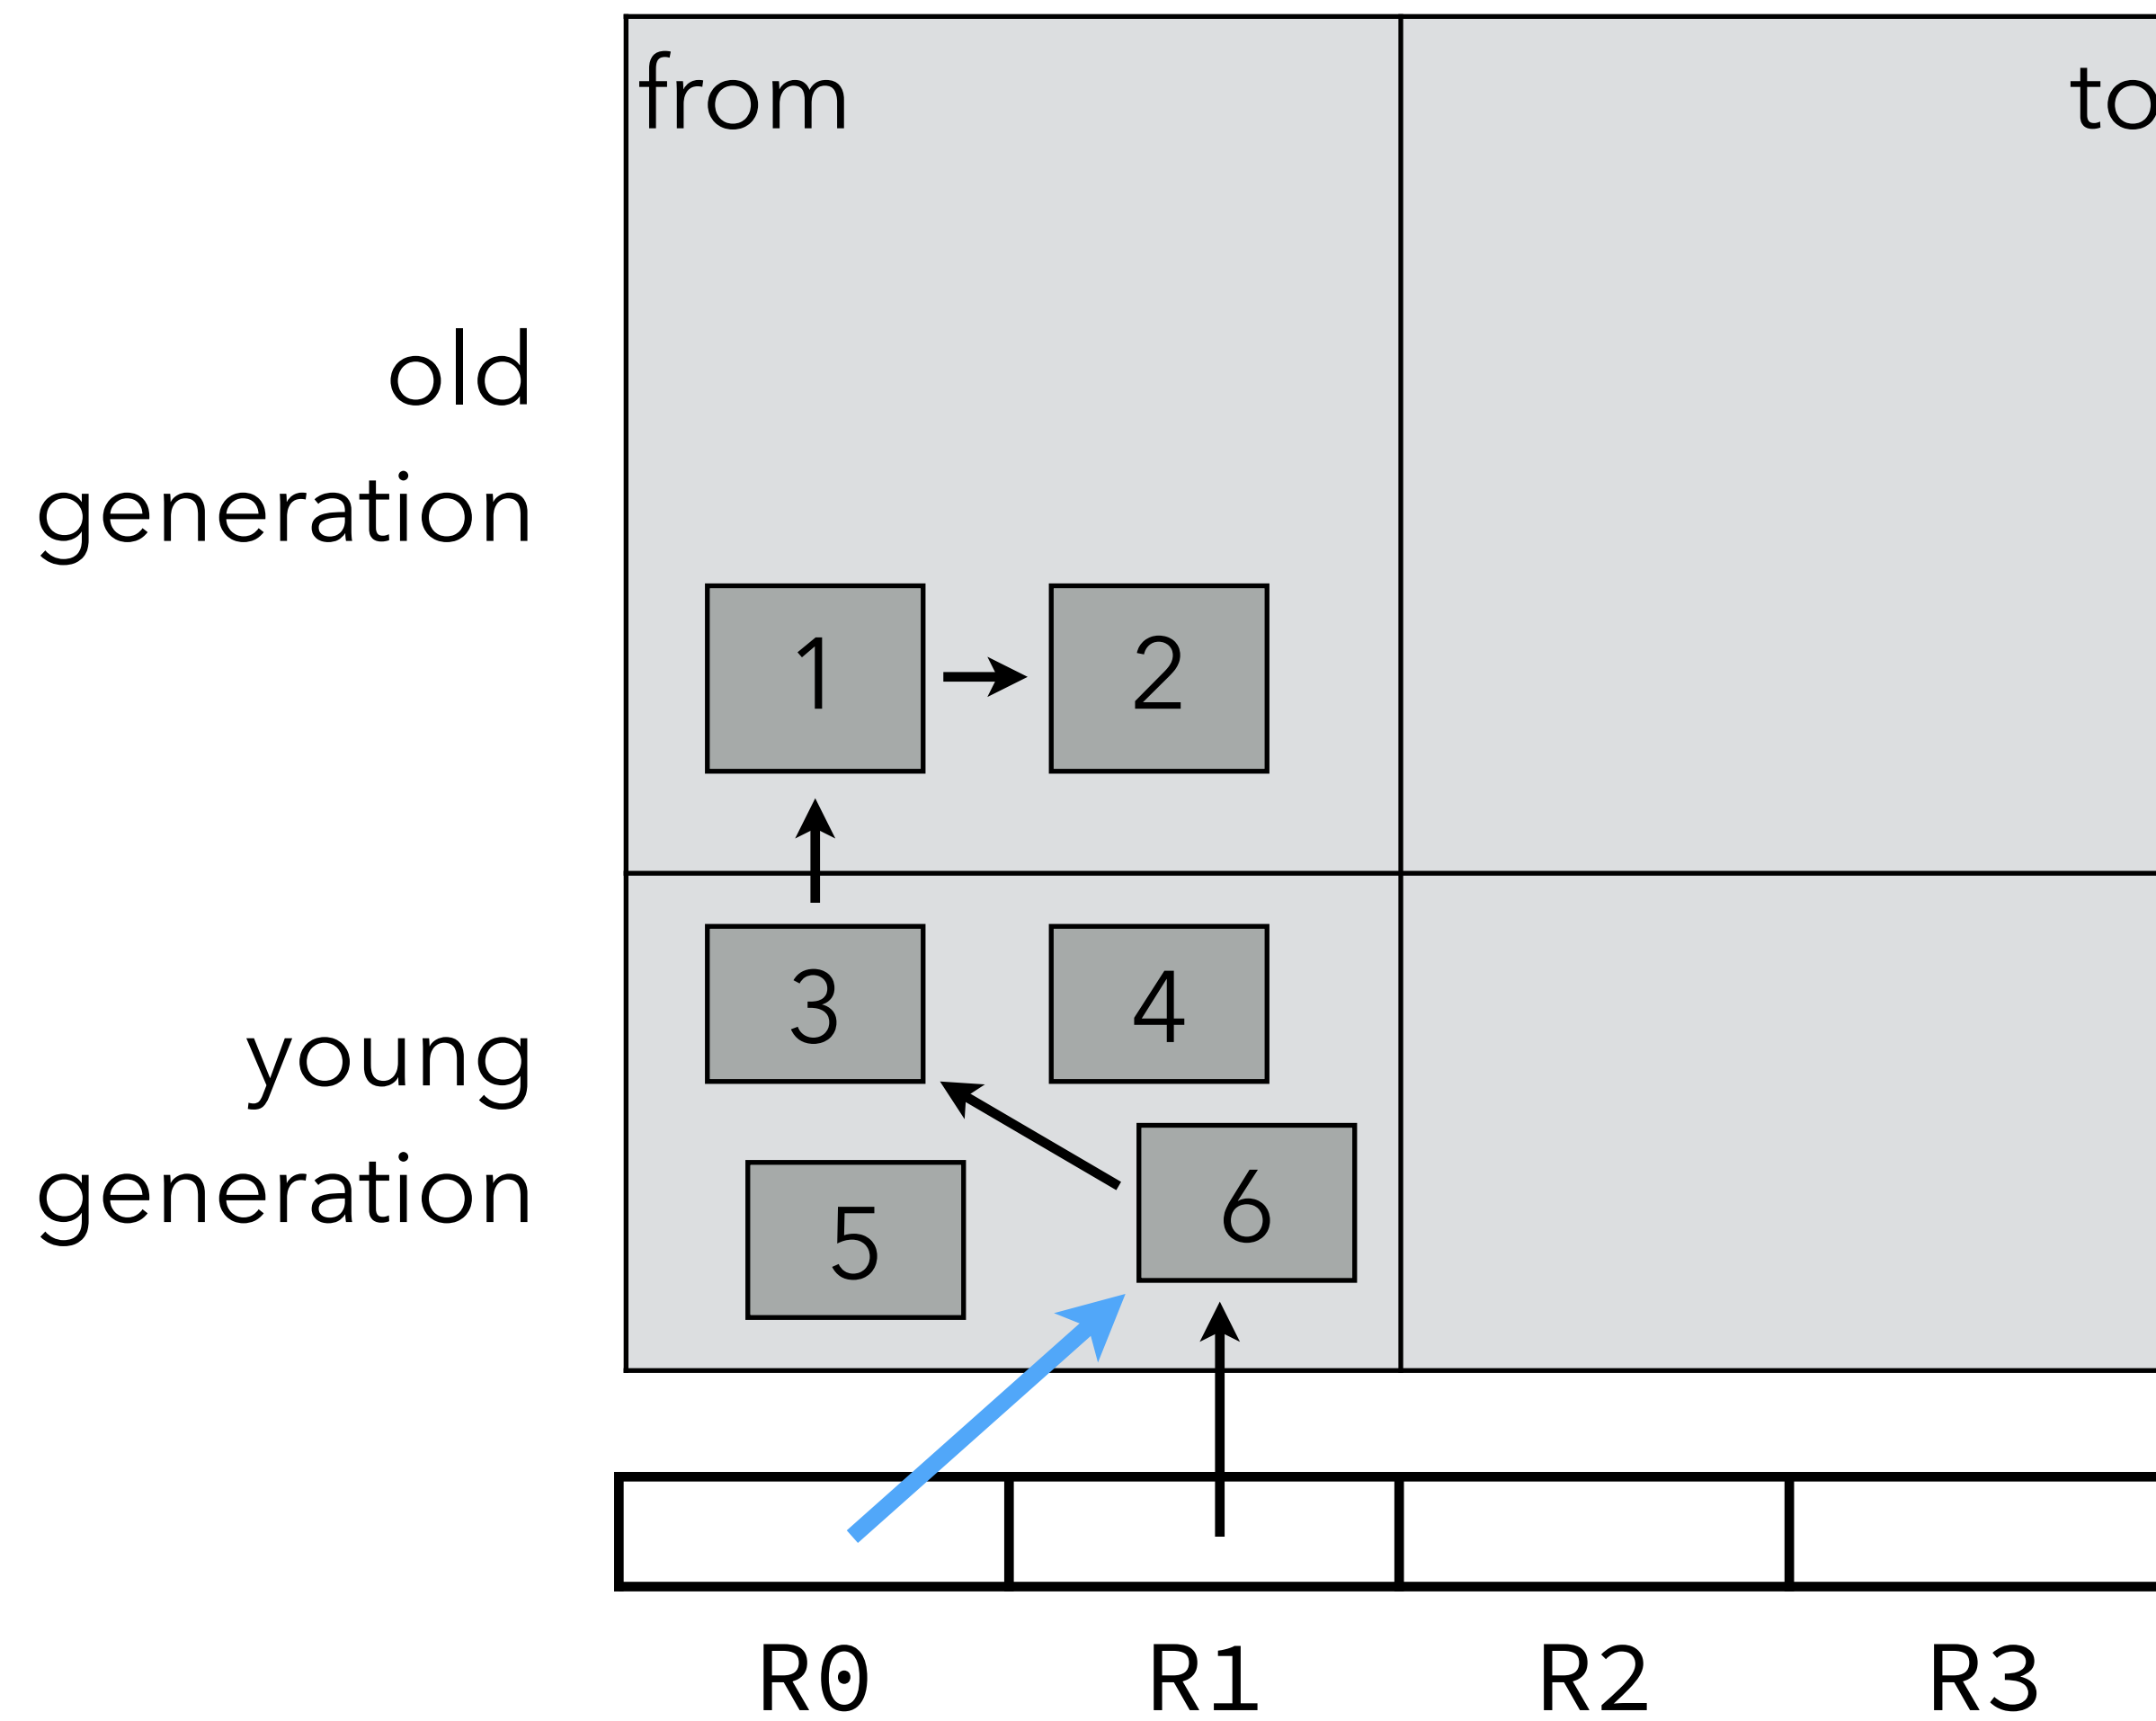 from
to
old
generation
1
2
3
4
young
generation
5
6
R0
R1
R2
R3